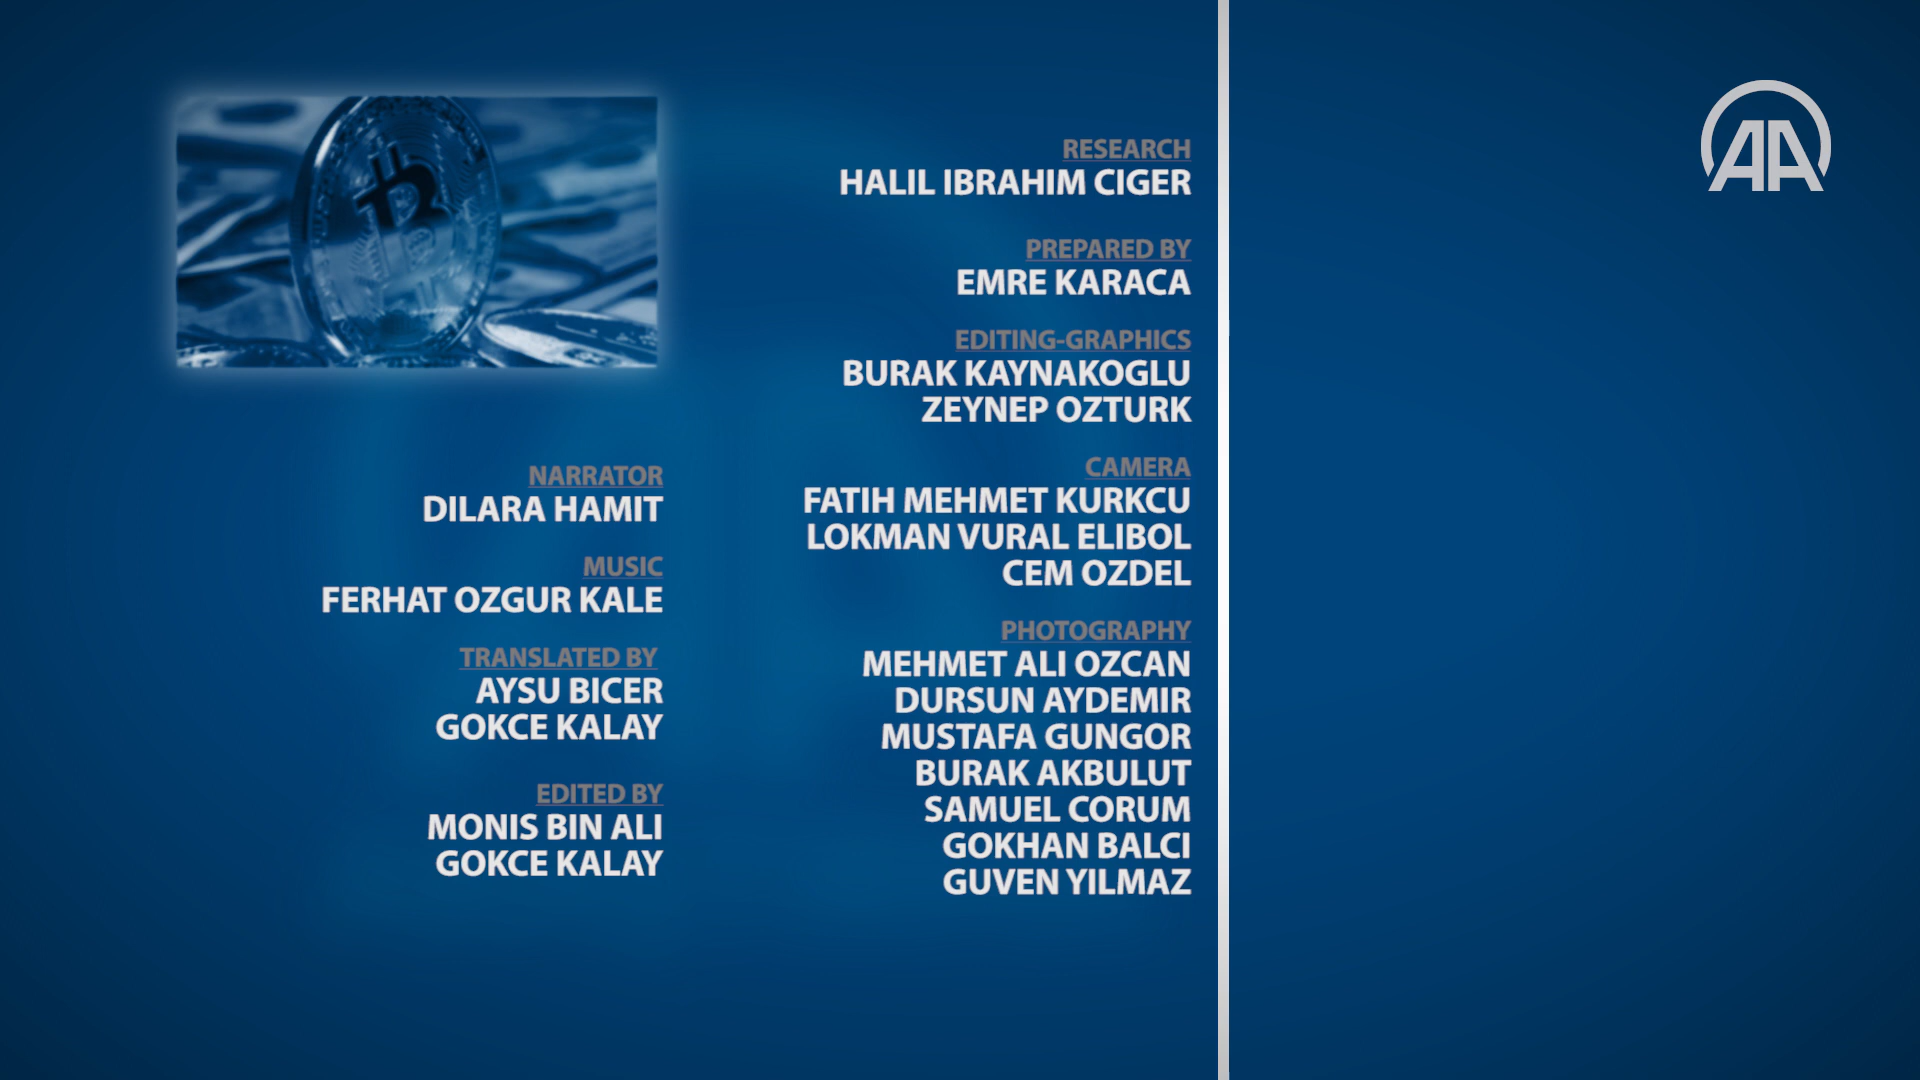 NARRATOR
DILARA HAMIT
MUSIC
FERHAT OZGUR KALE
TRANSLATED BY
AYSU BICER
GOKCE KALAY
EDITED BY
MONIS BIN ALI
GOKCE KALAY
RESEARCH
HALIL IBRAHIM CIGER
PREPARED BY
EMRE KARACA
EDITING-GRAPHICS
BURAK KAYNAKOGLU
ZEYNEP OZTURK
CAMERA
FATIH MEHMET KURKCU
LOKMAN VURAL ELIBOL
CEM OZDEL
PHOTOGRAPHY
MEHMET ALI OZCAN
DURSUN AYDEMIR
MUSTAFA GUNGOR
BURAK AKBULUT
SAMUEL CORUM
GOKHAN BALCI
GUVEN YILMAZ
AA